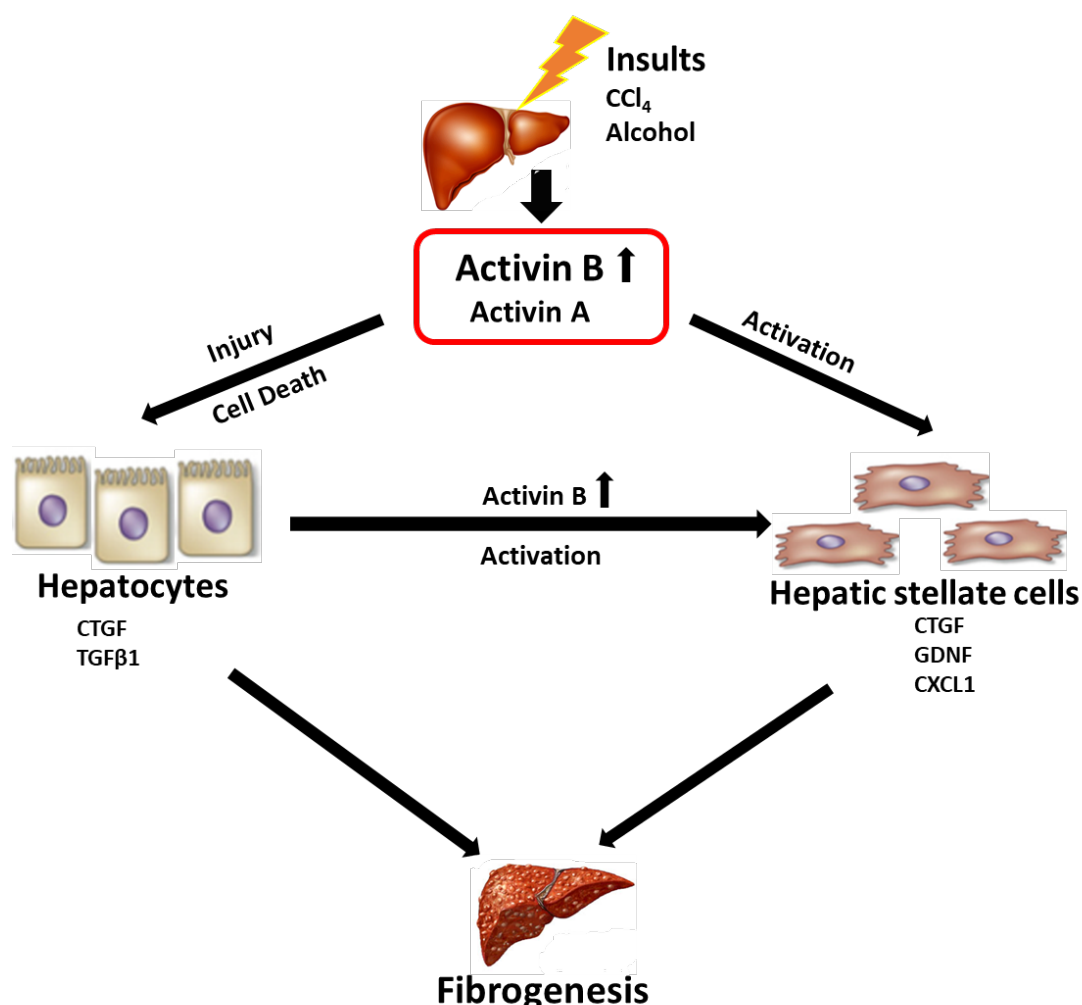 Insults
CCl₄
Alcohol
Activin B ⬆
Activin A
Injury
Cell Death
Activation
Activin B ⬆
Activation
Hepatocytes
CTGF
TGFβ1
Hepatic stellate cells
CTGF
GDNF
CXCL1
Fibrogenesis